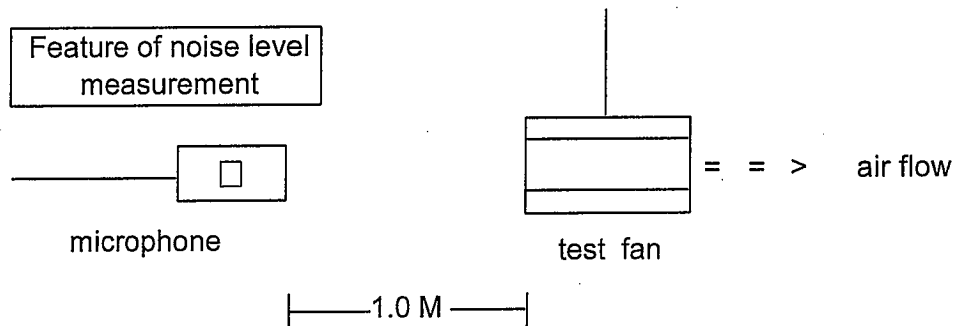 Feature of noise level
measurement
= = > air flow
microphone
test fan
1.0 M